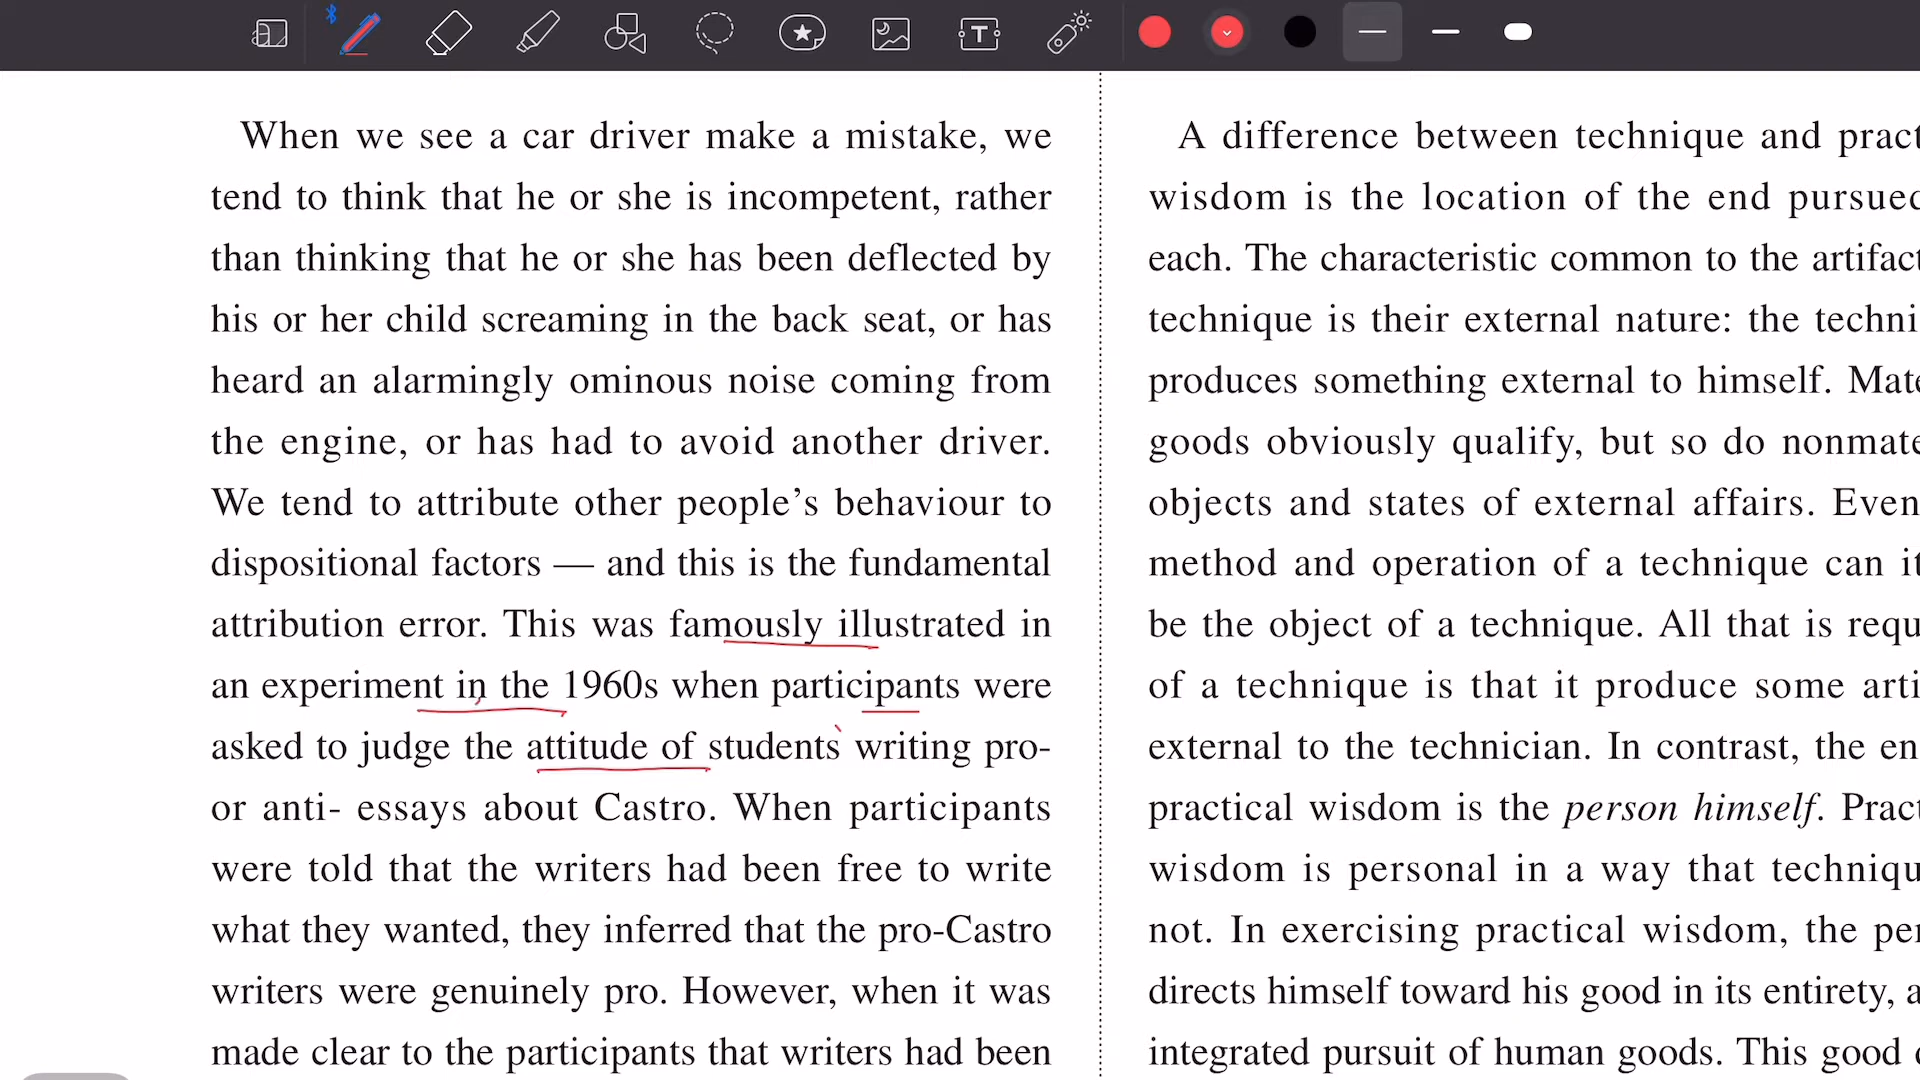 When we see a car driver make a mistake, we
tend to think that he or she is incompetent, rather
than thinking that he or she has been deflected by
his or her child screaming in the back seat, or has
heard an alarmingly ominous noise coming from
the engine, or has had to avoid another driver.
We tend to attribute other people’s behaviour to
dispositional factors — and this is the fundamental
attribution error. This was famously illustrated in
an experiment in the 1960s when participants were
asked to judge the attitude of students writing pro-
or anti- essays about Castro. When participants
were told that the writers had been free to write
what they wanted, they inferred that the pro-Castro
writers were genuinely pro. However, when it was
made clear to the participants that writers had been
A difference between technique and
wisdom is the location of the end
each. The characteristic common to the
technique is their external nature: the
produces something external to himself.
goods obviously qualify, but so do
objects and states of external affairs. Even
method and operation of a technique can
be the object of a technique. All that is
of a technique is that it produce some
external to the technician. In contrast, the
practical wisdom is the person himself.
wisdom is personal in a way that
not. In exercising practical wisdom, the
directs himself toward his good in its entirety,
integrated pursuit of human goods. This good